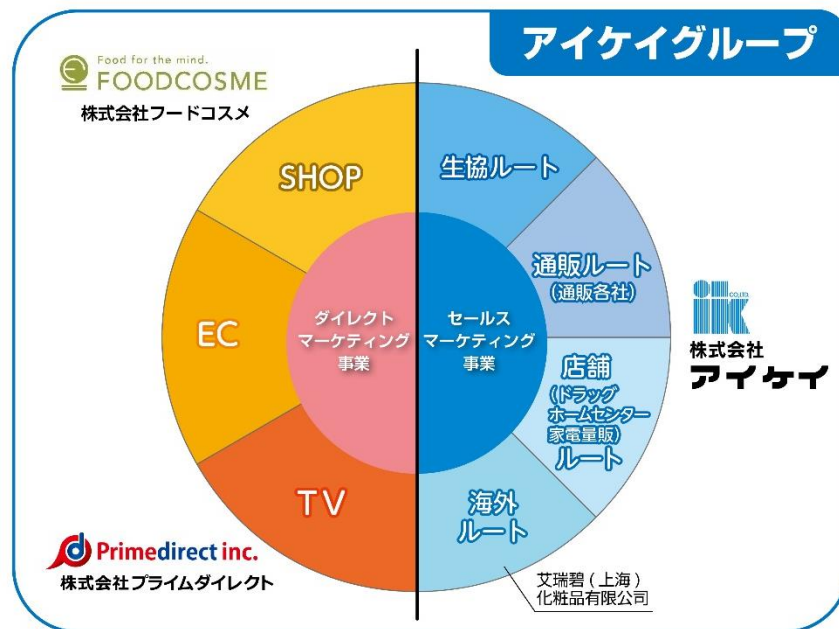 アイケイグループ
Food for the mind.
FOODCOSME
株式会社フードコスメ
SHOP
EC
TV
ダイレクト
マーケティング
事業
セールス
マーケティング
事業
生協ルート
通販ルート
(通販各社)
店舗
(ドラッグ
ホームセンター
家電量販)
ルート
海外
ルート
CO.,LTD.
ik
株式会社
アイケイ
Primedirect inc.
株式会社プライムダイレクト
艾瑞碧(上海)
化粧品有限公司